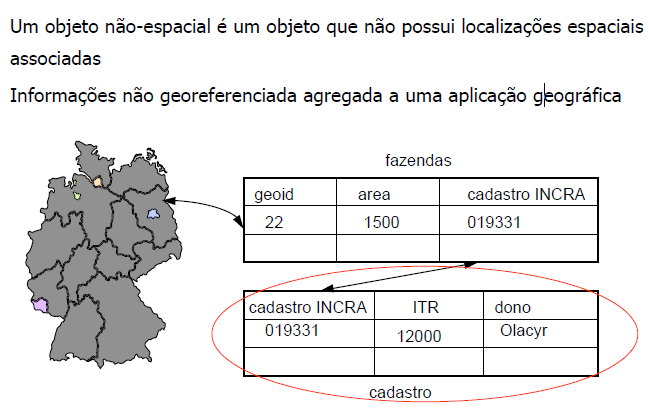 Um objeto não-espacial é um objeto que não possui localizações espaciais
associadas
Informações não georeferenciada agregada a uma aplicação geográfica
fazendas
geoid area cadastro INCRA
22 1500 019331
cadastro INCRA ITR dono
019331 12000 Olacyr
cadastro